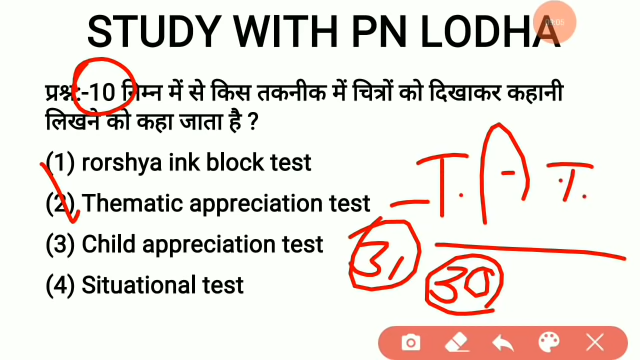 STUDY WITH PN LODHA
प्रश्न:-10 निम्न में से किस तकनीक में चित्रों को दिखाकर कहानी
लिखने को कहा जाता है ?
(1) rorshya ink block test
(2) Thematic appreciation test
(3) Child appreciation test
(4) Situational test
T. A T.
31
30